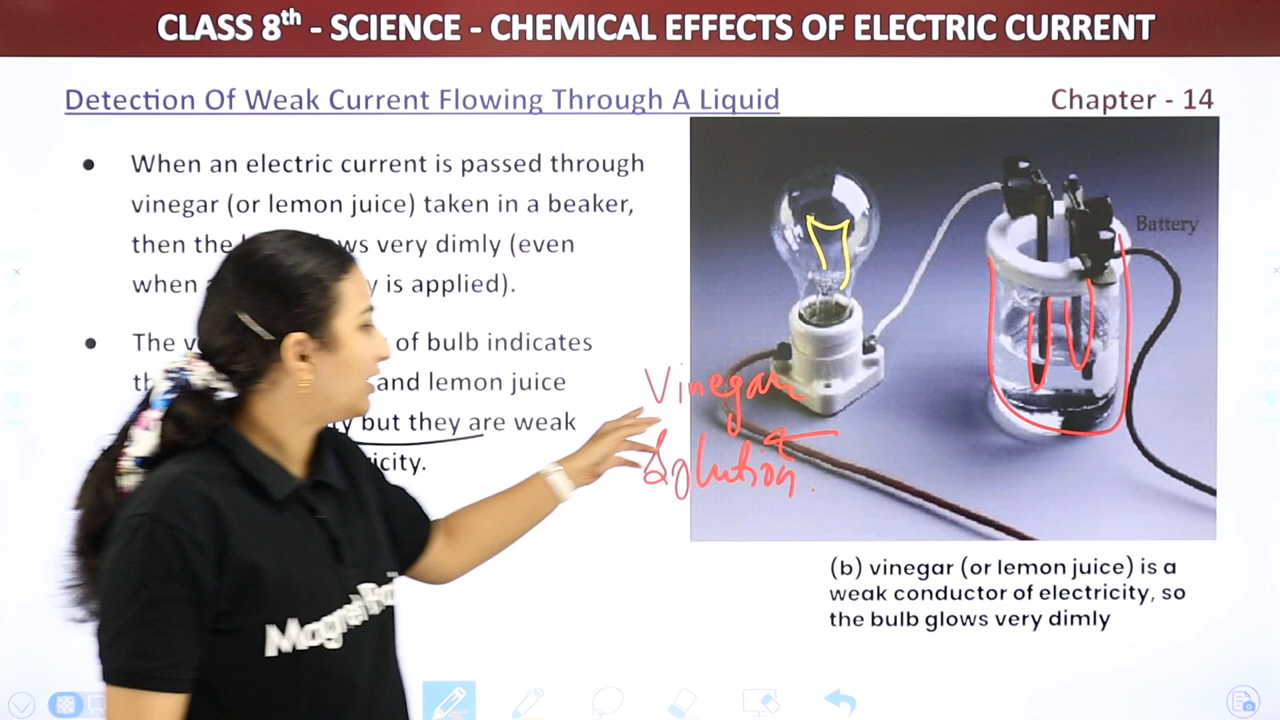 CLASS 8th - SCIENCE - CHEMICAL EFFECTS OF ELECTRIC CURRENT
Detection Of Weak Current Flowing Through A Liquid
Chapter - 14
When an electric current is passed through
vinegar (or lemon juice) taken in a beaker,
then the ws very dimly (even
when y is applied).
The v of bulb indicates
th and lemon juice
y but they are weak
icity.
Battery
Vinegar
Solution.
(b) vinegar (or lemon juice) is a
weak conductor of electricity, so
the bulb glows very dimly
Magnet Br